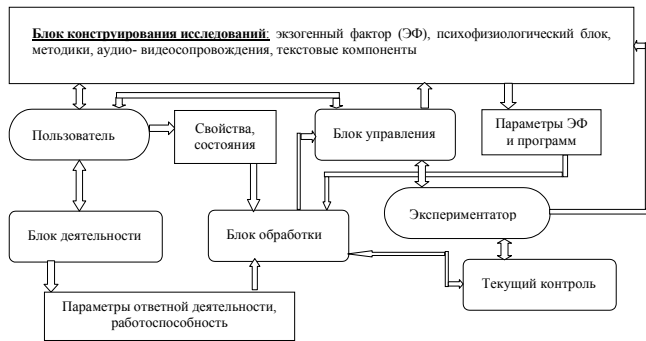 Блок конструирования исследований: экзогенный фактор (ЭФ), психофизиологический блок,
методики, аудио- видеосопровождения, текстовые компоненты
Пользователь
Свойства,
состояния
Блок управления
Параметры ЭФ
и программ
Блок деятельности
Блок обработки
Экспериментатор
Текущий контроль
Параметры ответной деятельности,
работоспособность